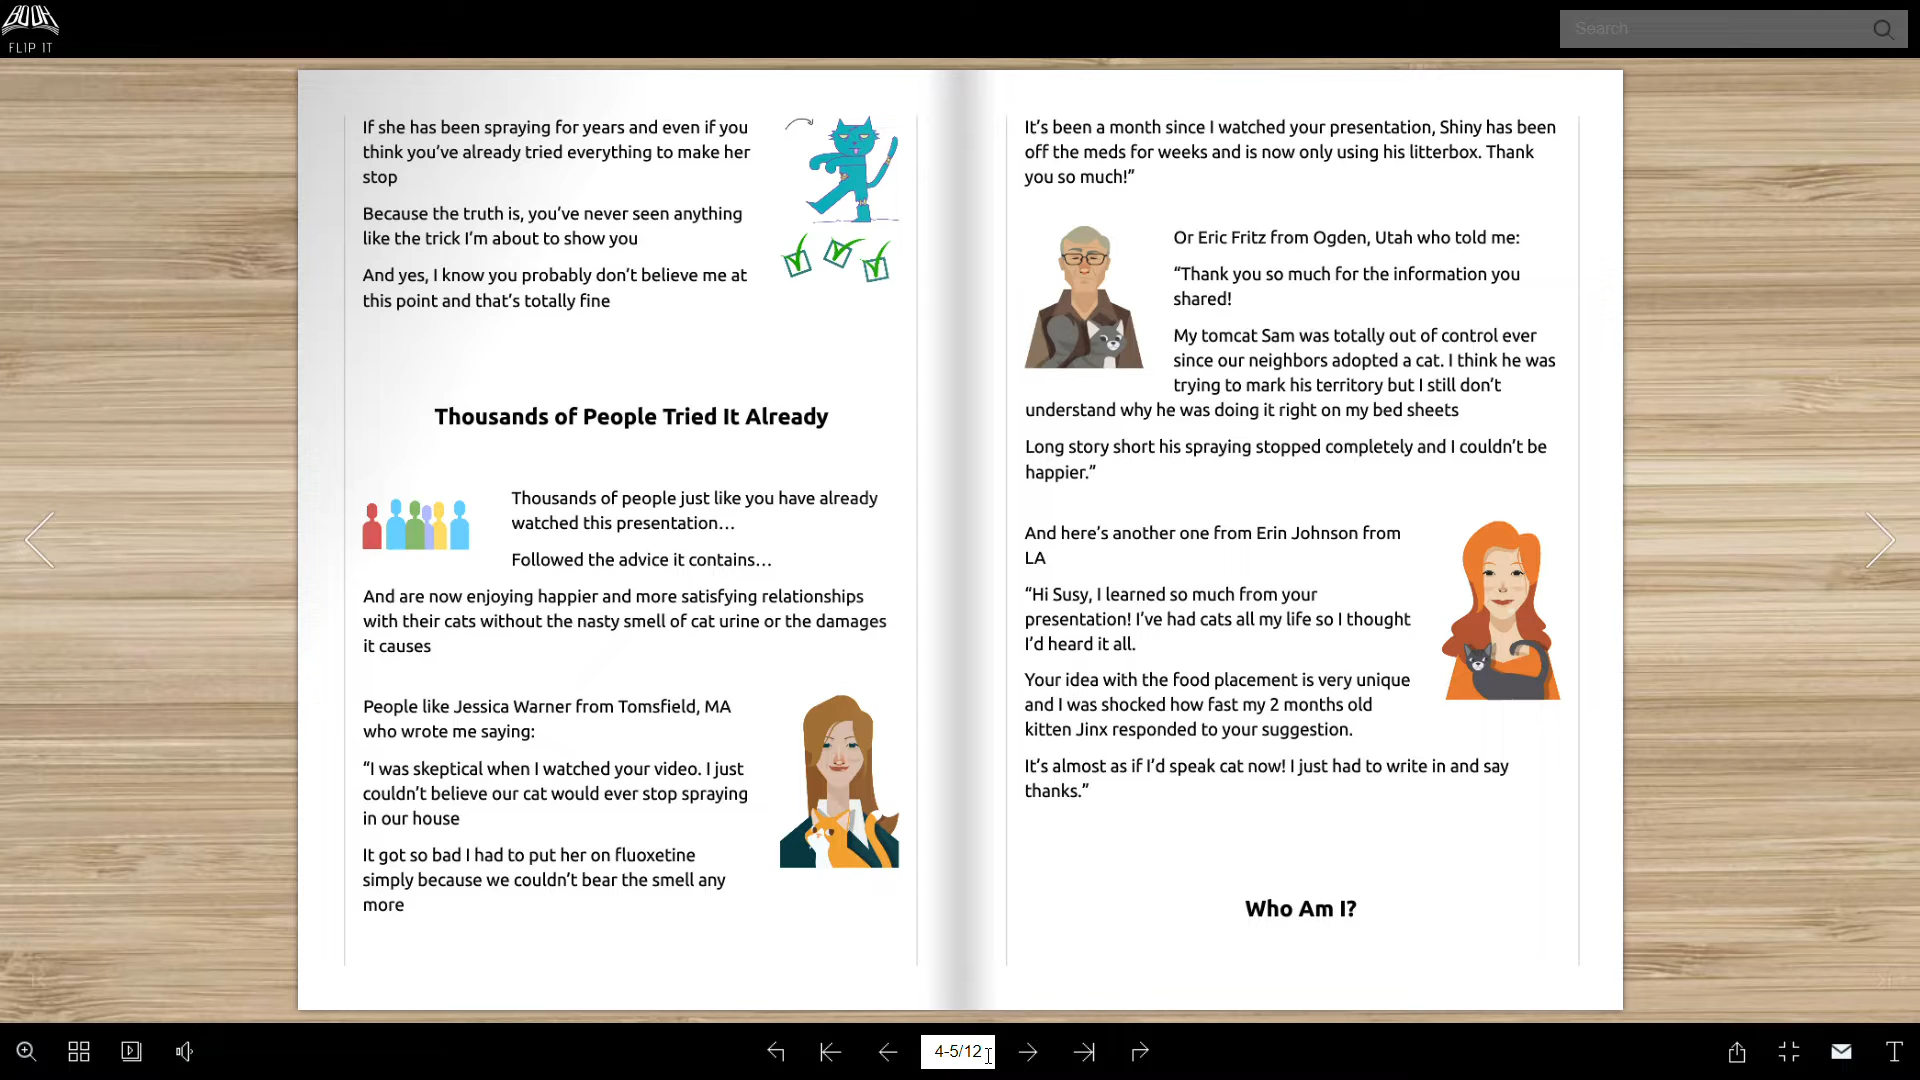 BOOK
FLIP IT
Search
If she has been spraying for years and even if you
think you’ve already tried everything to make her
stop
Because the truth is, you’ve never seen anything
like the trick I’m about to show you
And yes, I know you probably don’t believe me at
this point and that’s totally fine
Thousands of People Tried It Already
Thousands of people just like you have already
watched this presentation…
Followed the advice it contains…
And are now enjoying happier and more satisfying relationships
with their cats without the nasty smell of cat urine or the damages
it causes
People like Jessica Warner from Tomsfield, MA
who wrote me saying:
“I was skeptical when I watched your video. I just
couldn’t believe our cat would ever stop spraying
in our house
It got so bad I had to put her on fluoxetine
simply because we couldn’t bear the smell any
more
It’s been a month since I watched your presentation, Shiny has been
off the meds for weeks and is now only using his litterbox. Thank
you so much!”
Or Eric Fritz from Ogden, Utah who told me:
“Thank you so much for the information you
shared!
My tomcat Sam was totally out of control ever
since our neighbors adopted a cat. I think he was
trying to mark his territory but I still don’t
understand why he was doing it right on my bed sheets
Long story short his spraying stopped completely and I couldn’t be
happier.”
And here’s another one from Erin Johnson from
LA
“Hi Susy, I learned so much from your
presentation! I’ve had cats all my life so I thought
I’d heard it all.
Your idea with the food placement is very unique
and I was shocked how fast my 2 months old
kitten Jinx responded to your suggestion.
It’s almost as if I’d speak cat now! I just had to write in and say
thanks.”
Who Am I?
4-5/12